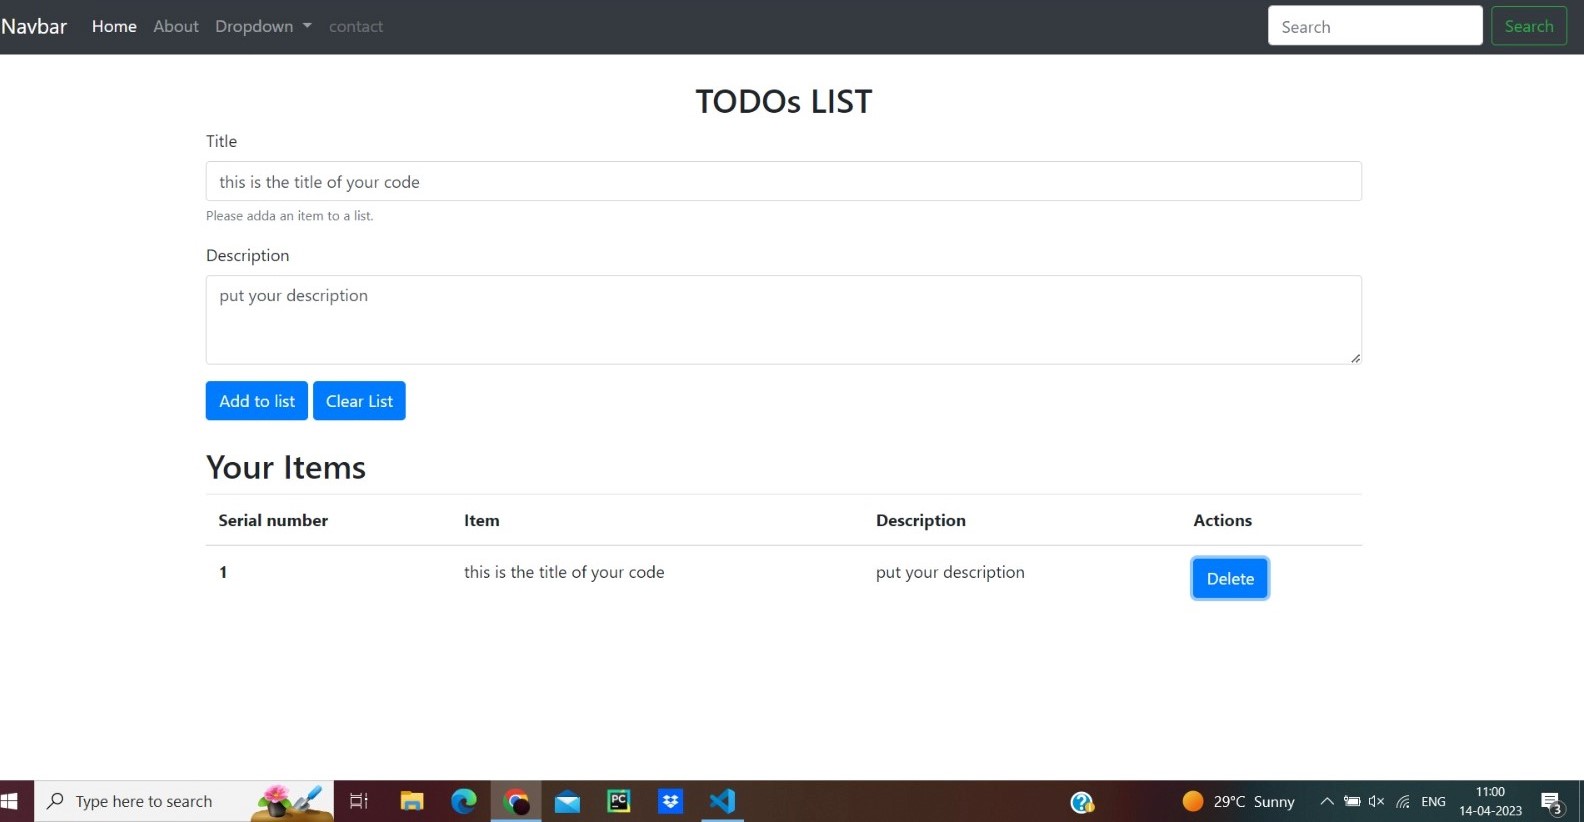 Navbar Home About Dropdown contact Search Search
TODOs LIST
Title
this is the title of your code
Please adda an item to a list.
Description
put your description
Add to list Clear List
Your Items
Serial number Item Description Actions
1 this is the title of your code put your description Delete
Type here to search PC 29°C Sunny ENG 11:00
14-04-2023 3